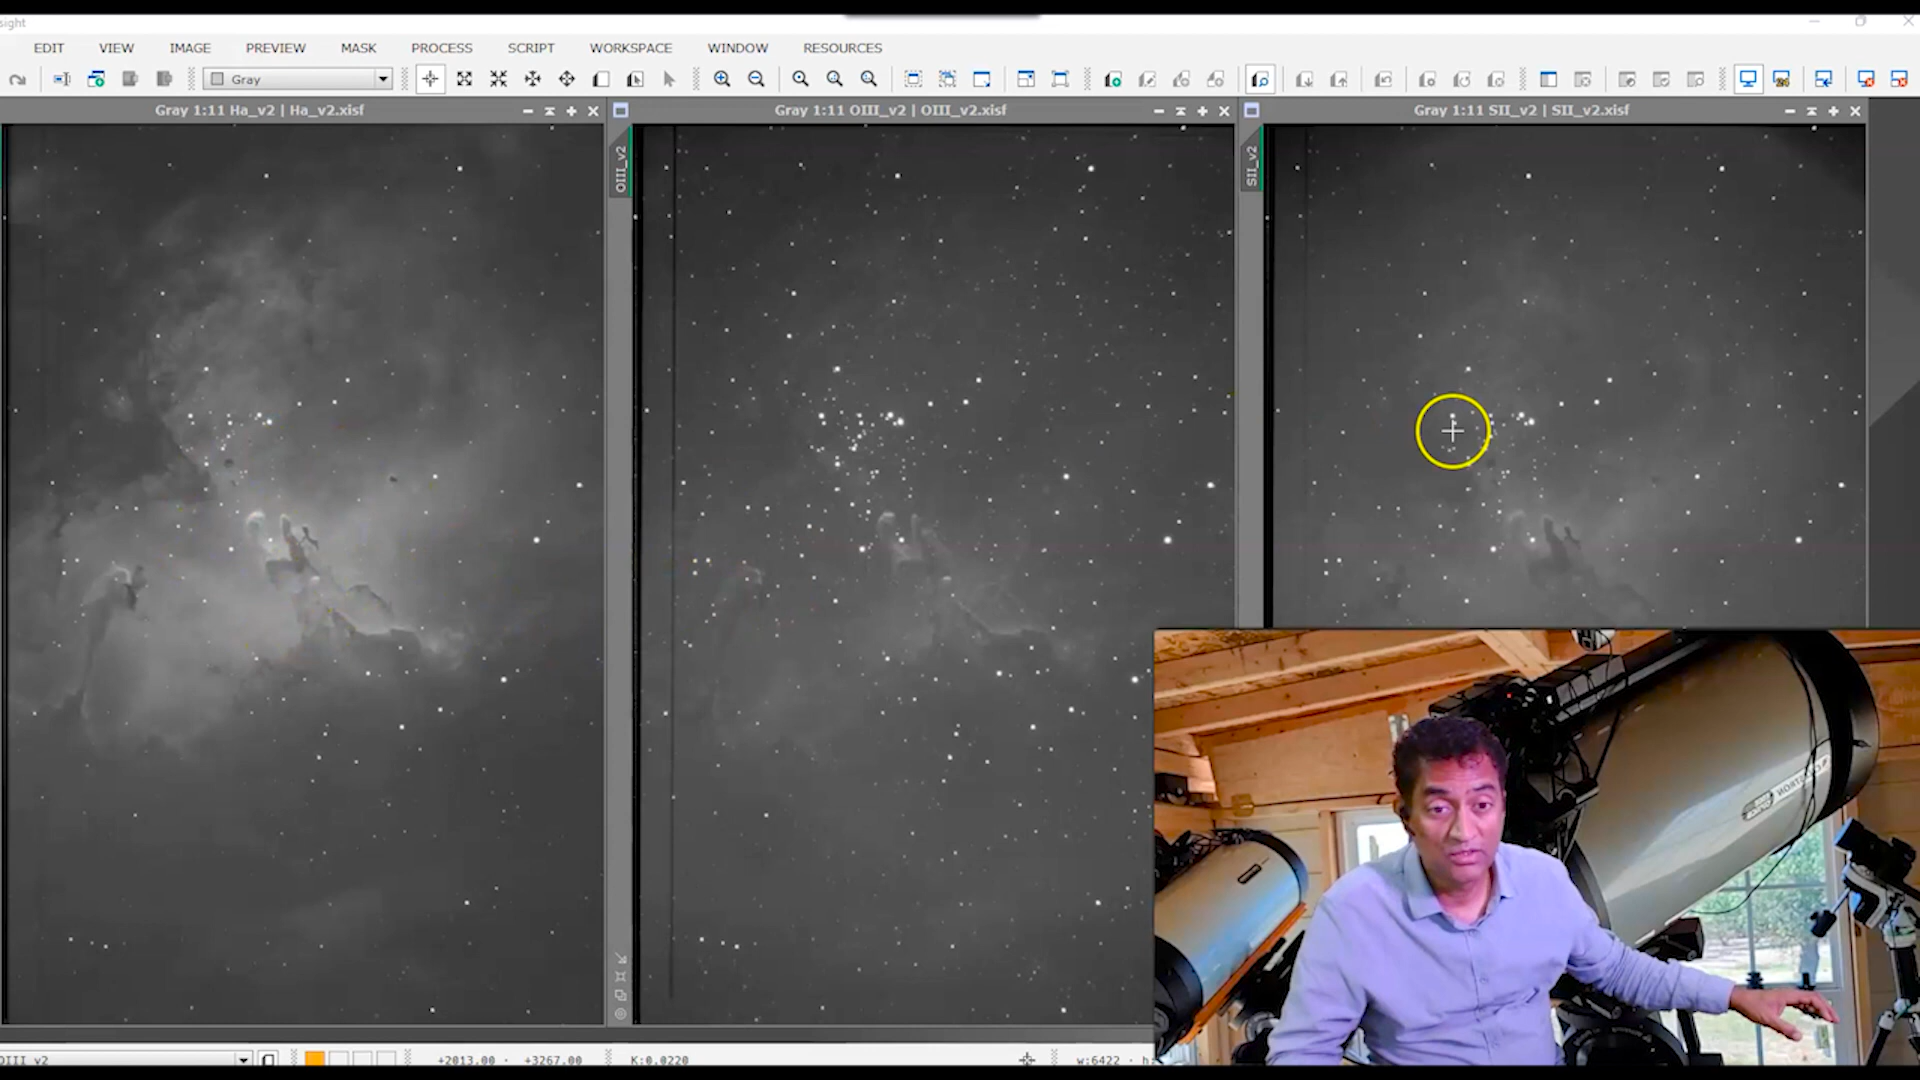 sight
EDIT VIEW IMAGE PREVIEW MASK PROCESS SCRIPT WORKSPACE WINDOW RESOURCES
Gray
Gray 1:11 Ha_v2 | Ha_v2.xisf
Gray 1:11 OIII_v2 | OIII_v2.xisf
Gray 1:11 SII_v2 | SII_v2.xisf
OIII_v2
SII_v2
CELESTRON
OIII_v2
+2013.00 · +3267.00
K:0.0220
w:6422 · h: